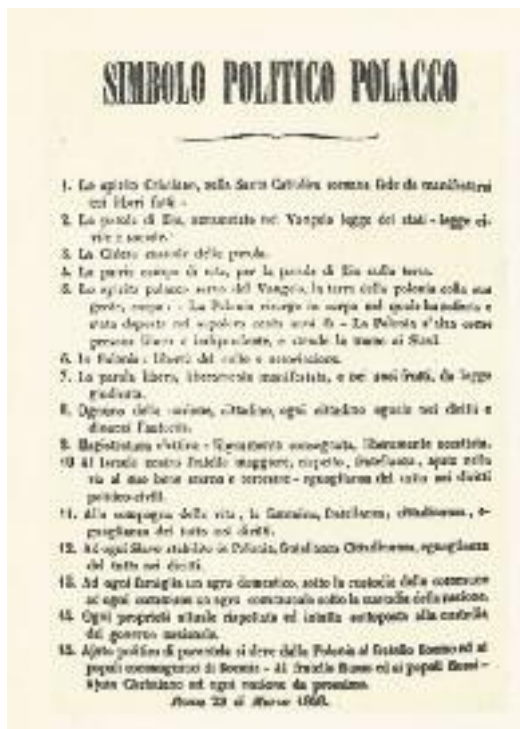 SIMBOLO POLITICO POLACCO
1. Lo spirito Cristiano, nella Santa Cattolica romana fede da manifestarsi
coi liberi fatti -
2. La parola di Dio, annunziata nel Vangelo legge dei stati - legge ci-
vile e sociale.
3. La Chiesa custode della parola.
4. La patria campo di vita, per la parola di Dio sulla terra.
5. Lo spirito polacco servo del Vangelo, la terra della polonia colla sua
gente, corpo: - La Polonia risorge in corpo nel quale ha e
stata deposta nel sepolcro cento anni fa - La Polonia s'alza come
persona libera e indipendente, e stende la mano ai Slavi.
6. In Polonia: libertà del culto e associazione.
7. La parola libera, liberamente manifestata, e nei suoi frutti, da legge
giudicata.
8. Ognuno della nazione, cittadino, ogni cittadino eguale nei diritti e
dinanzi l'autorità.
9. Magistratura elettiva - liberamente consegnata, liberamente accettata.
10 Al Israele nostro fratello maggiore, rispetto, fratellanza, ajuto nella
via al suo bene eterno e terrestre - eguaglianza del tutto nei diritti
politico-civili.
11. Alla compagna della vita, la femmina, fratellanza, cittadinanza, e-
guaglianza del tutto nei diritti.
12. Ad ogni Slavo stabilito in Polonia, fratellanza Cittadinanza, eguaglianza
del tutto nei diritti.
13. Ad ogni famiglia un agro domestico, sotto la custodia della commune
ad ogni commune un agro communale sotto la custodia della nazione.
14. Ogni proprietà attuale rispettata ed intatta sottoposta alla custodia
del governo nazionale.
15. Ajuto politico di parentela si deve dalla Polonia al fratello Boemo ed ai
popoli di Boemia - Al fratello Russo ed ai popoli Russi -
Ajuto Christiano ad ogni nazione da prossimo.
Roma 29 di Marzo 1848.